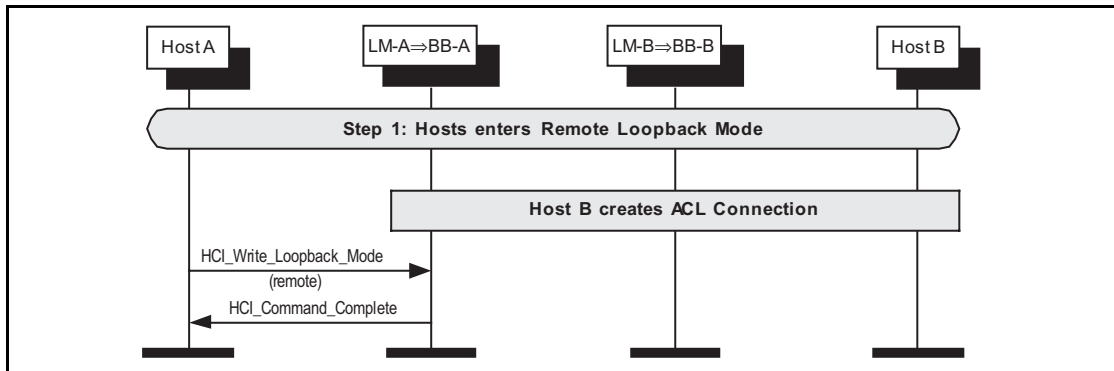 Host A
LM-A⇒BB-A
LM-B⇒BB-B
Host B
Step 1: Hosts enters Remote Loopback Mode
Host B creates ACL Connection
HCI_Write_Loopback_Mode
(remote)
HCI_Command_Complete